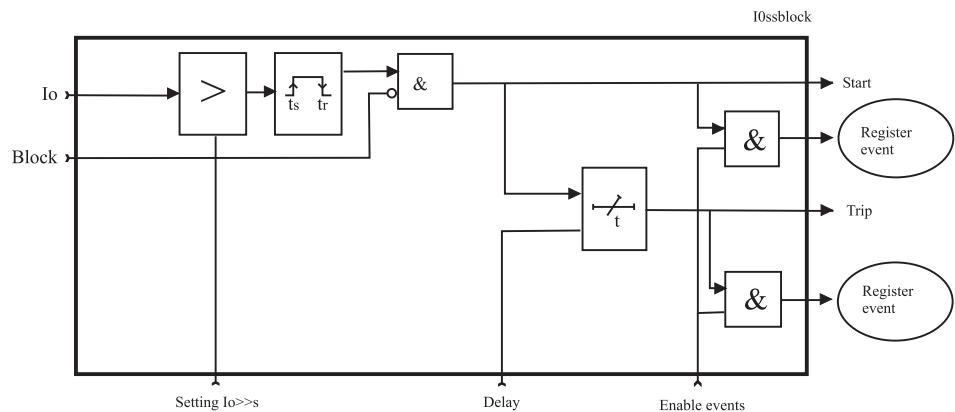 I0ssblock
Io
>
ts
tr
&
Start
Block
&
Register
event
t
Trip
&
Register
event
Setting Io>>s
Delay
Enable events